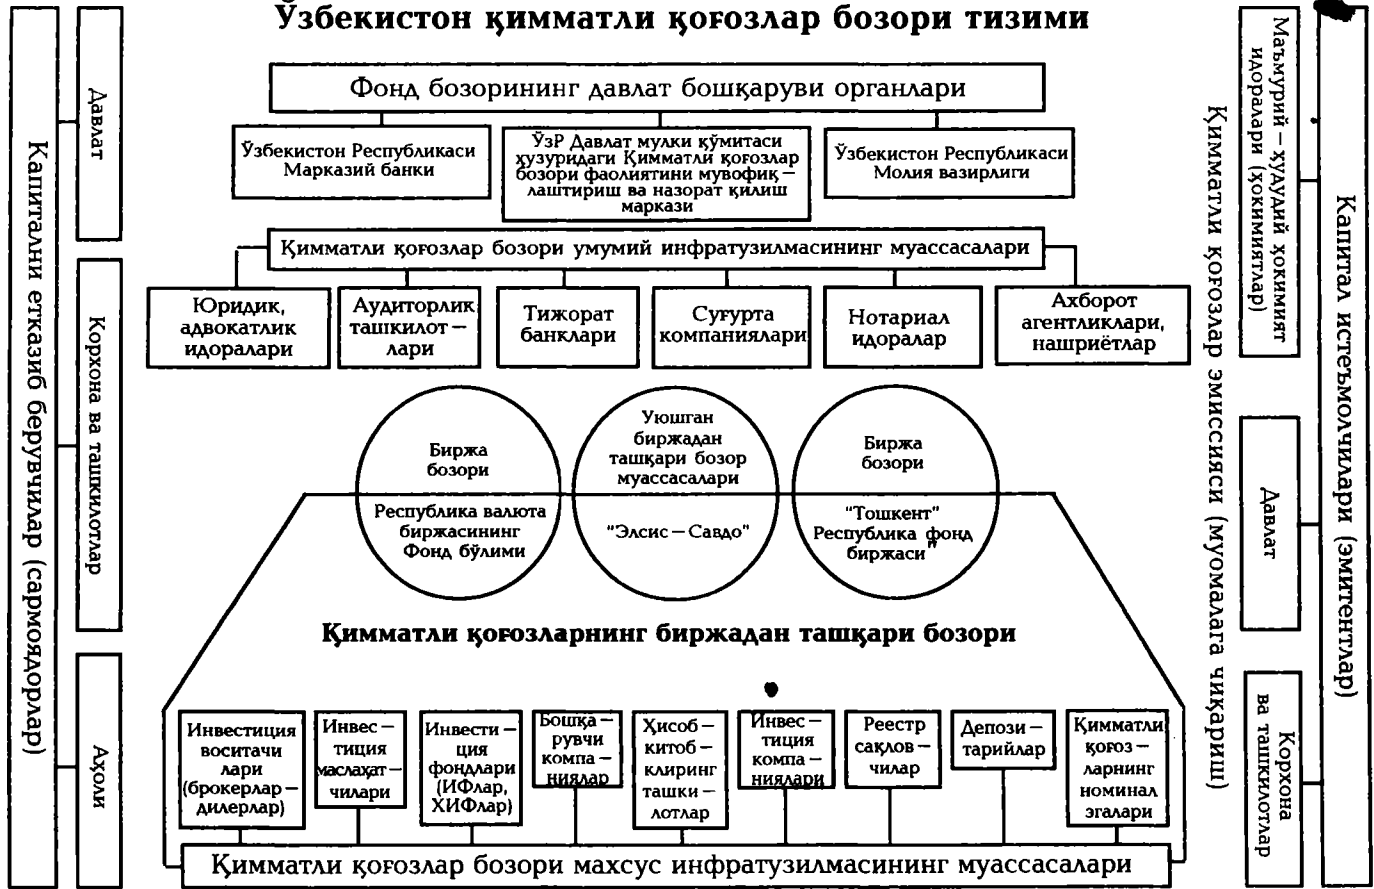 Ўзбекистон қимматли қоғозлар бозори тизими
Капитални етказиб берувчилар (сармоядорлар)
Давлат
Корхона ва ташкилотлар
Аҳоли
Фонд бозорининг давлат бошқаруви органлари
Ўзбекистон Республикаси
Марказий банки
ЎзР Давлат мулки қўмитаси
ҳузуридаги Қимматли қоғозлар
бозори фаолиятини мувофиқ–
лаштириш ва назорат қилиш
маркази
Ўзбекистон Республикаси
Молия вазирлиги
Қимматли қоғозлар бозори умумий инфратузилмасининг муассасалари
Юридик,
адвокатлик
идоралари
Аудиторлик
ташкилот–
лари
Тижорат
банклари
Суғурта
компаниялари
Нотариал
идоралар
Ахборот
агентликлари,
нашриётлар
Биржа
бозори
Республика валюта
биржасининг
Фонд бўлими
Уюшган
биржадан
ташқари бозор
муассасалари
"Элсис–Савдо"
Биржа
бозори
"Тошкент"
Республика фонд
биржаси"
Қимматли қоғозларнинг биржадан ташқари бозори
Инвестиция
воситачи
лари
(брокерлар–
дилерлар)
Инвес–
тиция
маслаҳат–
чилари
Инвести–
ция
фондлари
(ИФлар,
ХИФлар)
Бошқа–
рувчи
компа–
ниялар
Ҳисоб–
китоб–
клиринг
ташки–
лотлар
Инвес–
тиция
компа–
ниялари
Реестр
сақлов–
чилар
Депози–
тарийлар
Қимматли
қоғоз–
ларнинг
номинал
эгалари
Қимматли қоғозлар бозори махсус инфратузилмасининг муассасалари
Қимматли қоғозлар эмиссияси (муомалага чиқариш)
Маъмурий–ҳудудий ҳокимият
идоралари (ҳокимиятлар)
Давлат
Корхона
ва ташкилотлар
Капитал истеъмолчилари (эмитентлар)